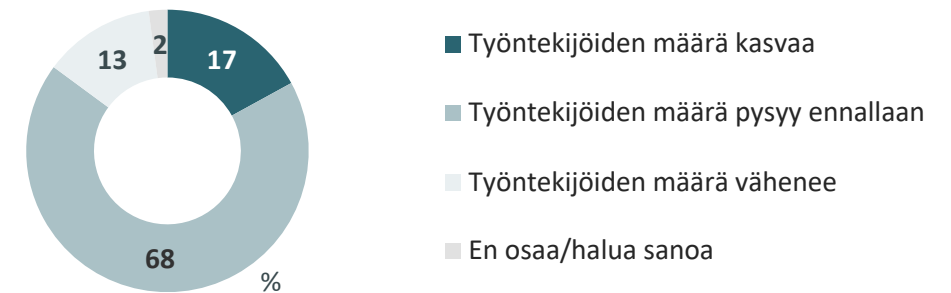 2
13
17
68
%
Työntekijöiden määrä kasvaa
Työntekijöiden määrä pysyy ennallaan
Työntekijöiden määrä vähenee
En osaa/halua sanoa